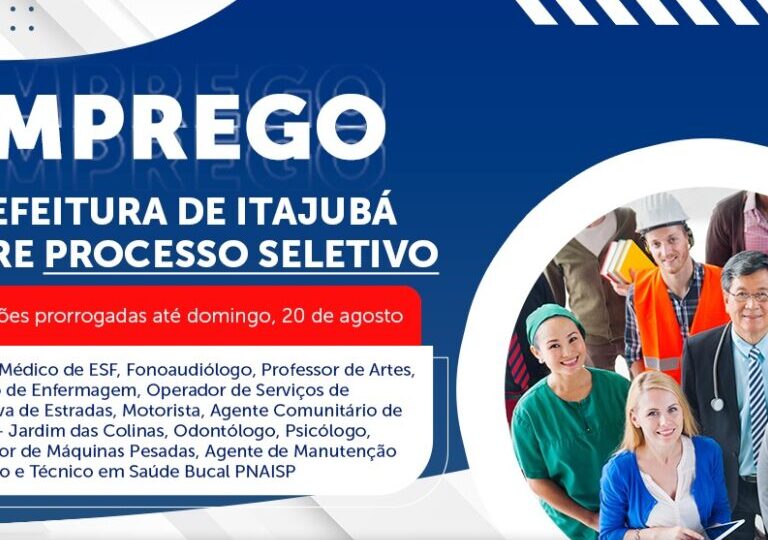 MPREGO
EFEITURA DE ITAJUBÁ
RE PROCESSO SELETIVO
ões prorrogadas até domingo, 20 de agosto
Médico de ESF, Fonoaudiólogo, Professor de Artes,
o de Enfermagem, Operador de Serviços de
va de Estradas, Motorista, Agente Comunitário de
- Jardim das Colinas, Odontólogo, Psicólogo,
or de Máquinas Pesadas, Agente de Manutenção
o e Técnico em Saúde Bucal PNAISP